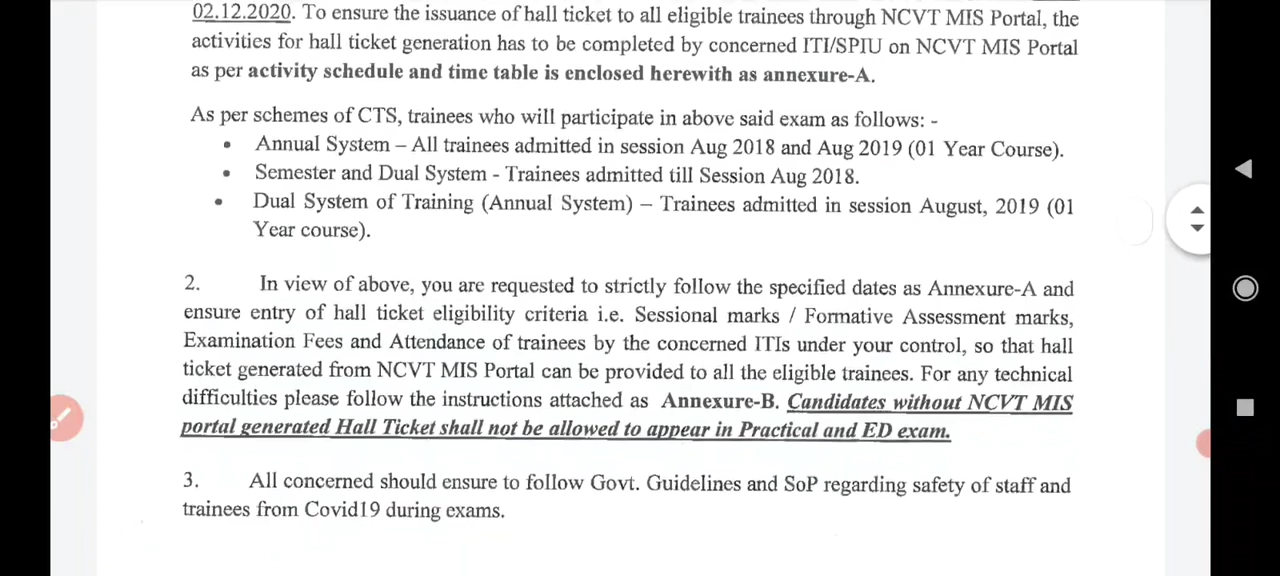 02.12.2020. To ensure the issuance of hall ticket to all eligible trainees through NCVT MIS Portal, the
activities for hall ticket generation has to be completed by concerned ITI/SPIU on NCVT MIS Portal
as per activity schedule and time table is enclosed herewith as annexure-A.
As per schemes of CTS, trainees who will participate in above said exam as follows: -
• Annual System – All trainees admitted in session Aug 2018 and Aug 2019 (01 Year Course).
• Semester and Dual System - Trainees admitted till Session Aug 2018.
• Dual System of Training (Annual System) – Trainees admitted in session August, 2019 (01
Year course).
2. In view of above, you are requested to strictly follow the specified dates as Annexure-A and
ensure entry of hall ticket eligibility criteria i.e. Sessional marks / Formative Assessment marks,
Examination Fees and Attendance of trainees by the concerned ITIs under your control, so that hall
ticket generated from NCVT MIS Portal can be provided to all the eligible trainees. For any technical
difficulties please follow the instructions attached as Annexure-B. Candidates without NCVT MIS
portal generated Hall Ticket shall not be allowed to appear in Practical and ED exam.
3. All concerned should ensure to follow Govt. Guidelines and SoP regarding safety of staff and
trainees from Covid19 during exams.